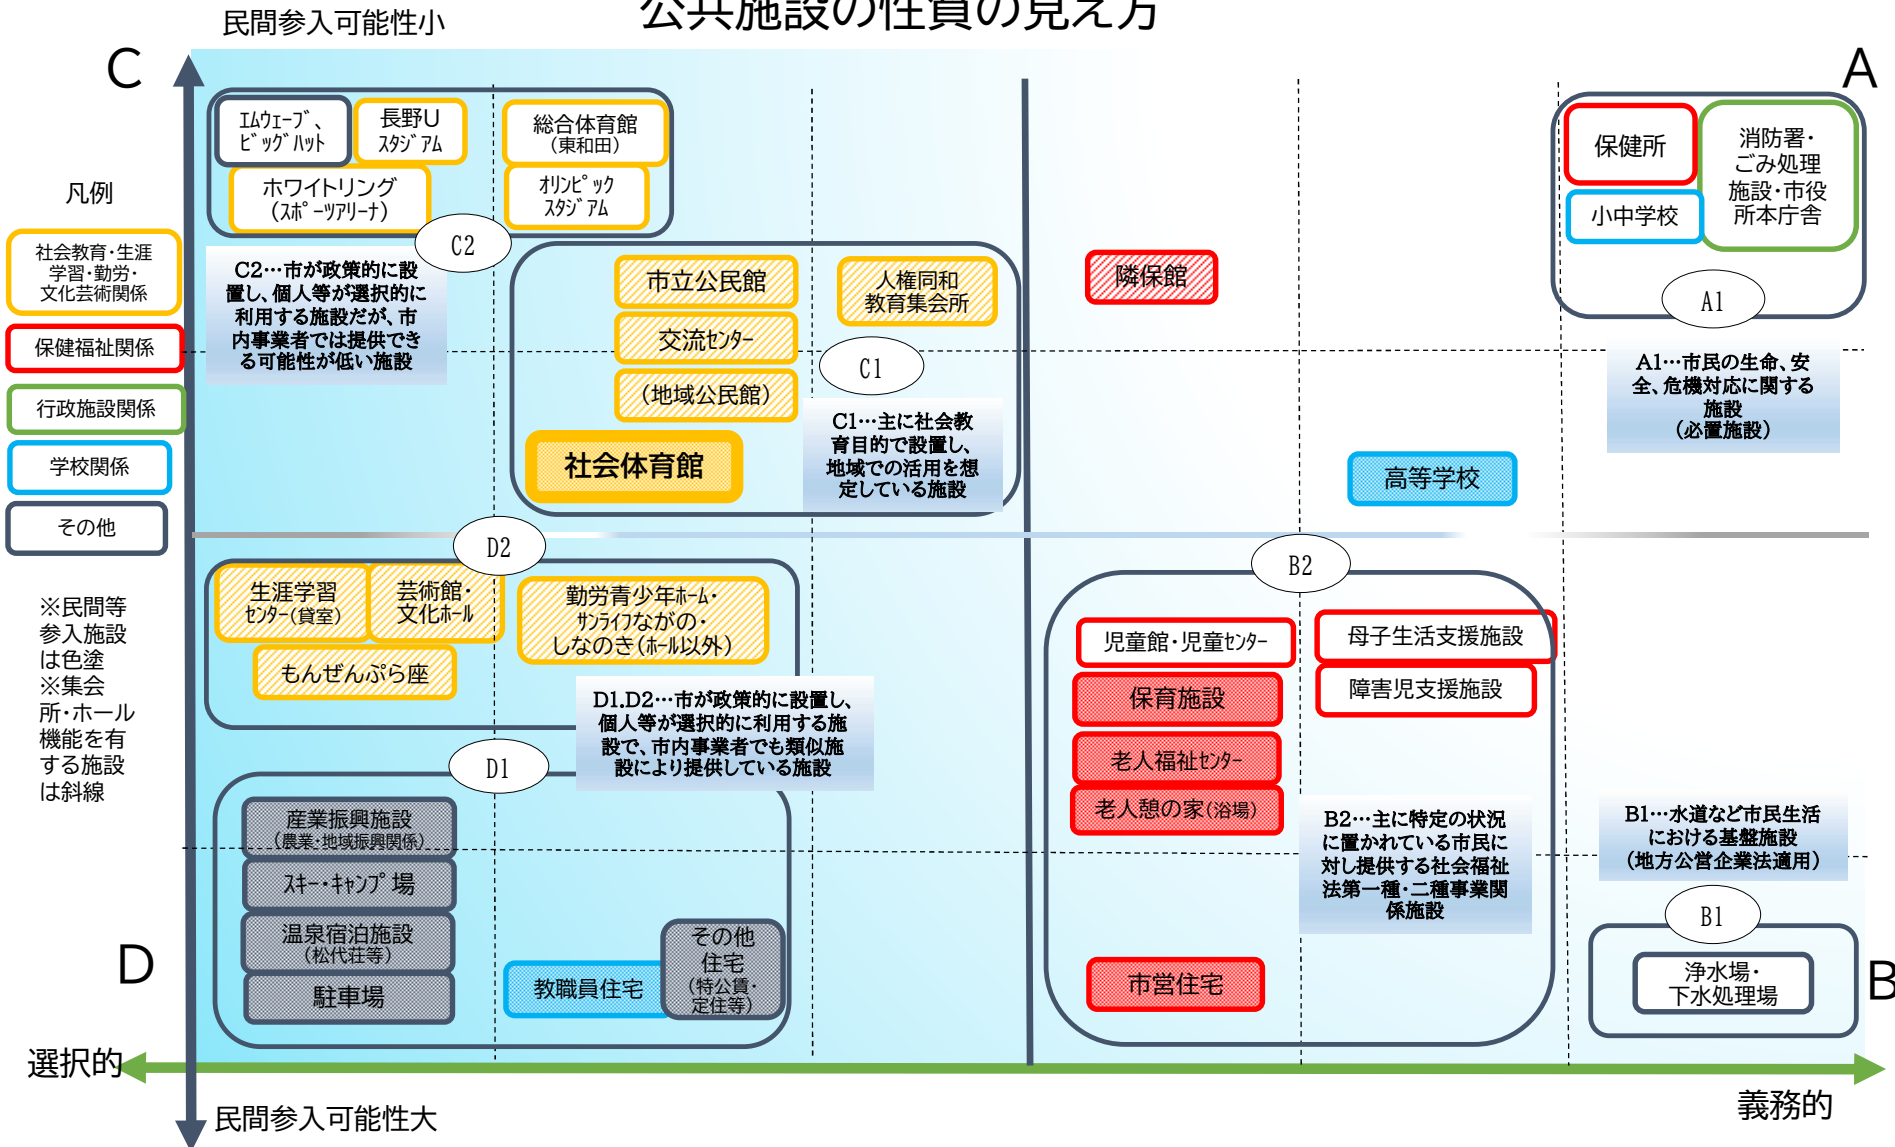 公共施設の性質の見え方
民間参入可能性小
C
A
エムウェーブ、
ビッグハット
長野U
スタジアム
総合体育館
(東和田)
ホワイトリング
(スポーツアリーナ)
オリンピック
スタジアム
C2
C2…市が政策的に設
置し、個人等が選択的に
利用する施設だが、市
内事業者では提供でき
る可能性が低い施設
市立公民館
人権同和
教育集会所
交流センター
(地域公民館)
C1
社会体育館
C1…主に社会教
育目的で設置し、
地域での活用を想
定している施設
隣保館
高等学校
保健所
消防署・
ごみ処理
施設・市役
所本庁舎
小中学校
A1
A1…市民の生命、安
全、危機対応に関する
施設
(必置施設)
凡例
社会教育・生涯
学習・勤労・
文化芸術関係
保健福祉関係
行政施設関係
学校関係
その他
※民間等
参入施設
は色塗
※集会
所・ホール
機能を有
する施設
は斜線
D2
生涯学習
センター(貸室)
芸術館・
文化ホール
勤労青少年ホーム・
サンライフながの・
しなのき(ホール以外)
もんぜんぷら座
D1.D2…市が政策的に設置し、
個人等が選択的に利用する施
設で、市内事業者でも類似施
設により提供している施設
D1
産業振興施設
(農業・地域振興関係)
スキー・キャンプ場
温泉宿泊施設
(松代荘等)
駐車場
教職員住宅
その他
住宅
(特公賃・
定住等)
B2
児童館・児童センター
母子生活支援施設
保育施設
障害児支援施設
老人福祉センター
老人憩の家(浴場)
B2…主に特定の状況
に置かれている市民に
対し提供する社会福祉
法第一種・二種事業関
係施設
市営住宅
B1…水道など市民生活
における基盤施設
(地方公営企業法適用)
B1
浄水場・
下水処理場
D
B
選択的
義務的
民間参入可能性大